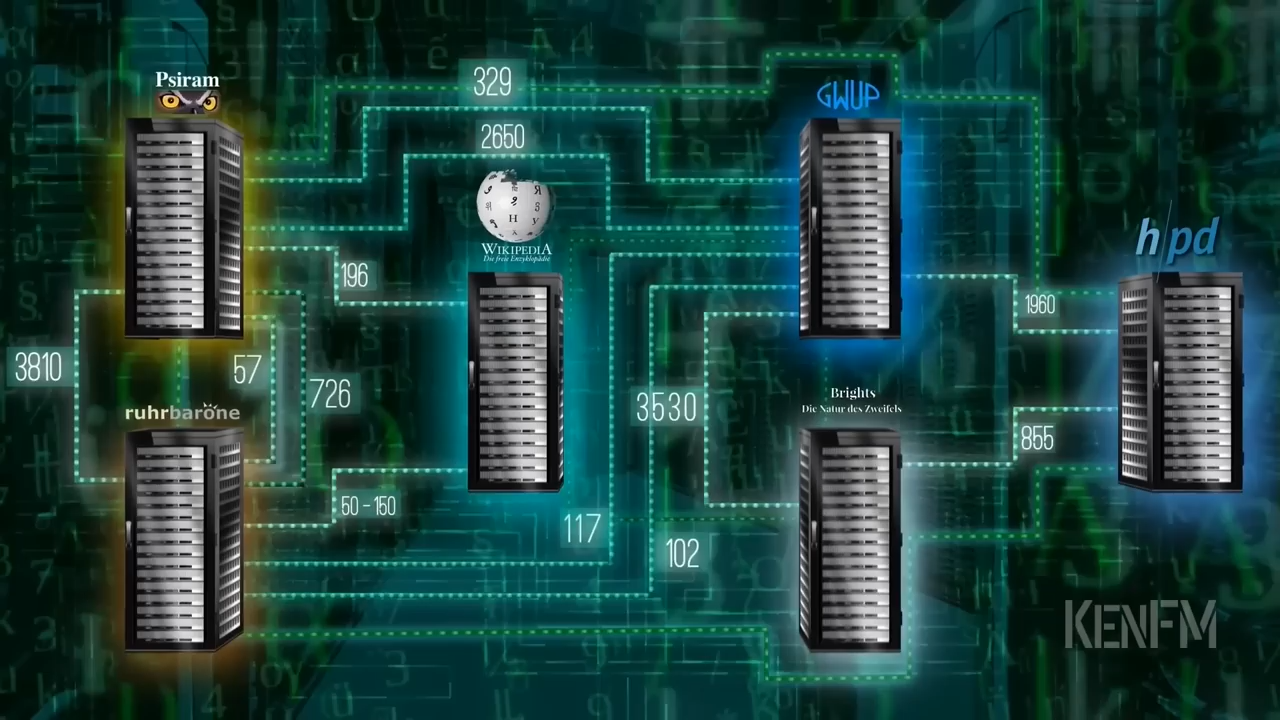 Psiram
329
GWUP
2650
WIKIPEDIA
Die freie Enzyklopädie
h/pd
196
1960
3810
57
726
3530
Brights
Die Natur des Zweifels
ruhrbarone
855
50 - 150
117
102
KENFM